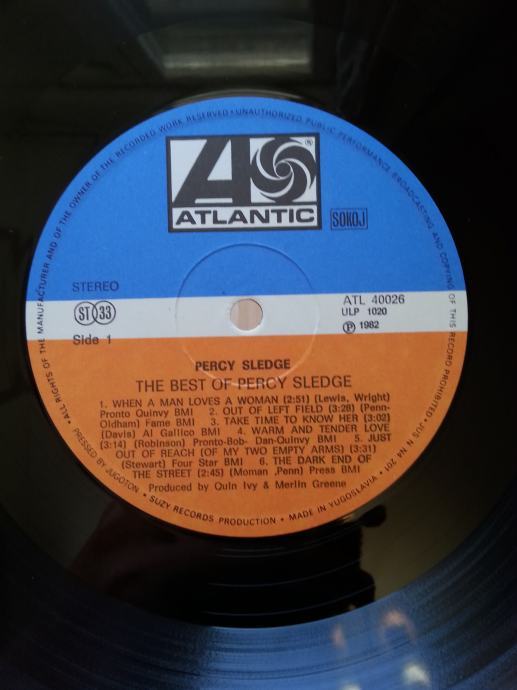 • ALL RIGHTS OF THE MANUFACTURER AND OF THE OWNER OF THE RECORDED WORK RESERVED • UNAUTHORIZED PUBLIC PERFORMANCE BROADCASTING AND COPYING OF THIS RECORD PROHIBITED •
®
ATLANTIC
SOKOJ
STEREO
ST 33
Side 1
ATL 40026
ULP 1020
Ⓟ 1982
PERCY SLEDGE
THE BEST OF PERCY SLEDGE
1. WHEN A MAN LOVES A WOMAN (2:51) (Lewis, Wright)
Pronto Quinvy BMI 2. OUT OF LEFT FIELD (3:28) (Penn-
Oldham) Fame BMI 3. TAKE TIME TO KNOW HER (3:02)
(Davis) Al Gallico BMI 4. WARM AND TENDER LOVE
(3:14) (Robinson) Pronto-Bob- Dan-Quinvy BMI 5. JUST
OUT OF REACH (OF MY TWO EMPTY ARMS) (3:31)
(Stewart) Four Star BMI 6. THE DARK END OF
THE STREET (2:45) (Moman ,Penn) Press BMI
Produced by Quin Ivy & Merlin Greene
PRESSED BY JUGOTON • SUZY RECORDS PRODUCTION • MADE IN YUGOSLAVIA • JUS N N4 201 •